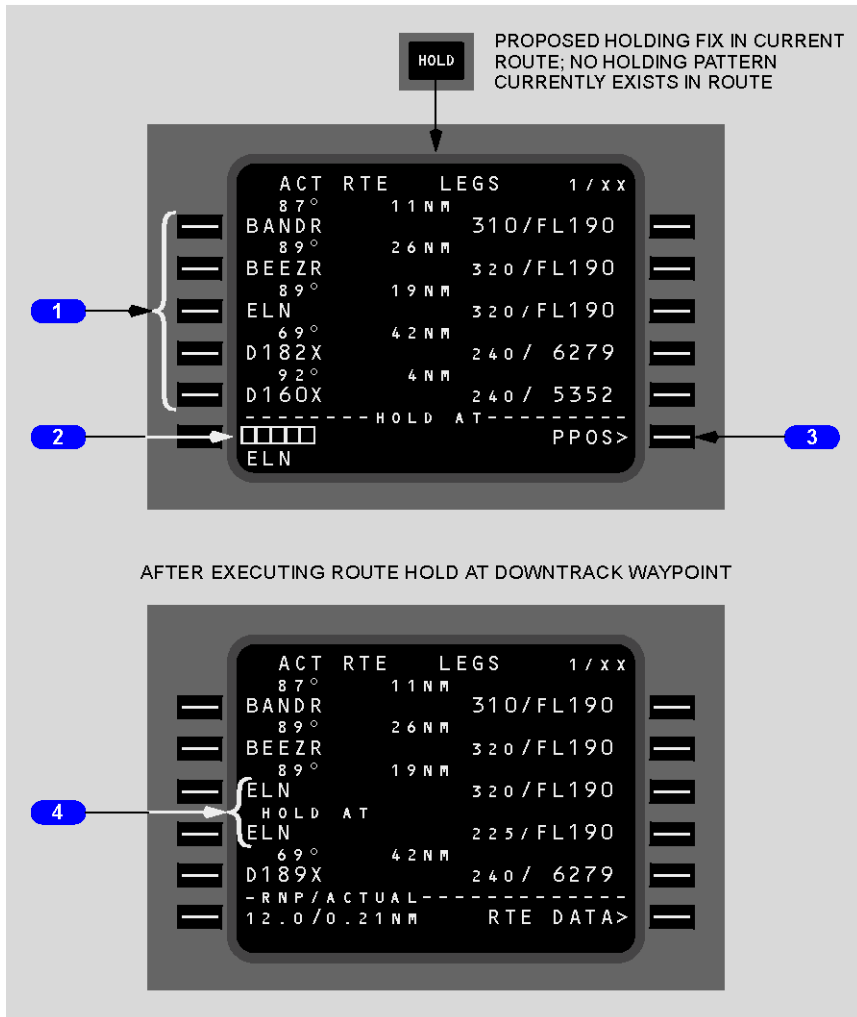 HOLD
PROPOSED HOLDING FIX IN CURRENT
ROUTE; NO HOLDING PATTERN
CURRENTLY EXISTS IN ROUTE
ACT RTE LEGS 1/xx
87° 11NM
BANDR 310/FL190
89° 26NM
BEEZR 320/FL190
89° 19NM
1
ELN 320/FL190
69° 42NM
D182X 240/ 6279
92° 4NM
D160X 240/ 5352
--------HOLD AT---------
2
PPOS>
3
ELN
AFTER EXECUTING ROUTE HOLD AT DOWNTRACK WAYPOINT
ACT RTE LEGS 1/xx
87° 11NM
BANDR 310/FL190
89° 26NM
BEEZR 320/FL190
89° 19NM
ELN 320/FL190
4
HOLD AT
ELN 225/FL190
69° 42NM
D189X 240/ 6279
-RNP/ACTUAL-------------
12.0/0.21NM RTE DATA>